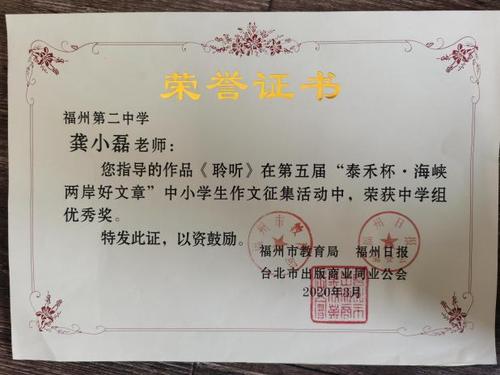 荣誉证书
福州第二中学
龚小磊老师：
您指导的作品《聆听》在第五届“泰禾杯·海峡
两岸好文章”中小学生作文征集活动中，荣获中学组
优秀奖。
特发此证，以资鼓励。
福州市教育局 福州日报
台北市出版商业同业公会
2020年3月